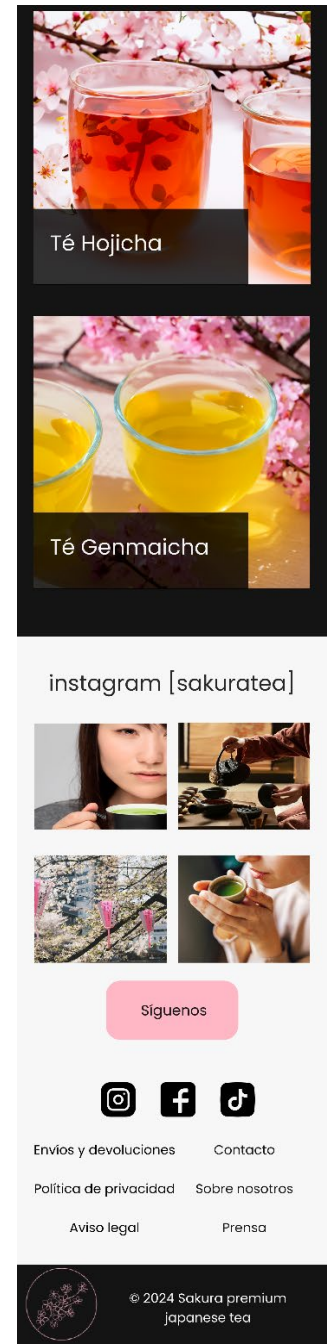 Té Hojicha
Té Genmaicha
instagram [sakuratea]
Síguenos
Envíos y devoluciones
Contacto
Política de privacidad
Sobre nosotros
Aviso legal
Prensa
© 2024 Sakura premium
japanese tea